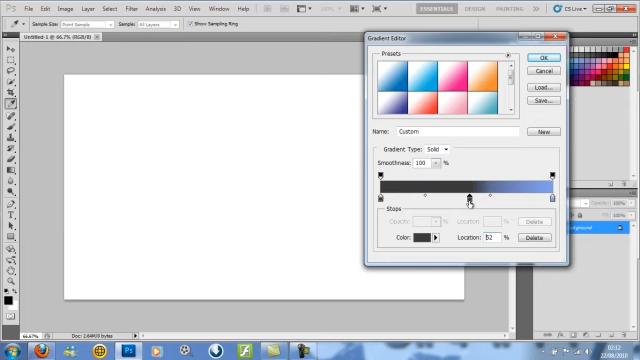 File Edit Image Layer Select Filter Analysis 3D View Window Help
ESSENTIALS DESIGN PAINTING CS Live
Sample Size: Point Sample Sample: All Layers Show Sampling Ring
Untitled-1 @ 66.7% (RGB/8)
Gradient Editor
Presets
OK
Cancel
Load...
Save...
Name: Custom New
Gradient Type: Solid
Smoothness: 100 %
Stops
Opacity: % Location: % Delete
Color: Location: 52 % Delete
66.67% Doc: 2.64M/0 bytes
Ps
02:12
22/08/2010